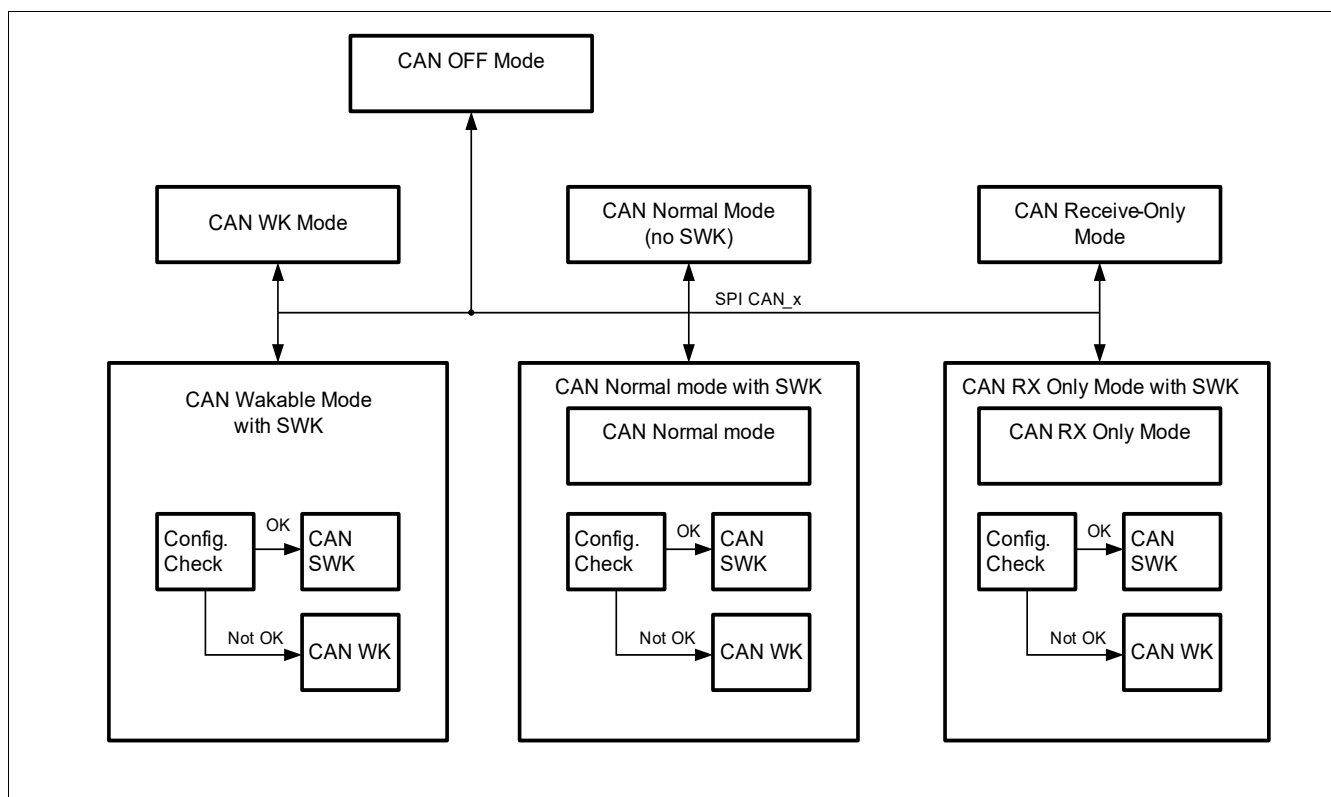 CAN OFF Mode
CAN WK Mode
CAN Normal Mode
(no SWK)
CAN Receive-Only
Mode
SPI CAN_x
CAN Wakable Mode
with SWK
Config.
Check
OK
CAN
SWK
Not OK
CAN WK
CAN Normal mode with SWK
CAN Normal mode
Config.
Check
OK
CAN
SWK
Not OK
CAN WK
CAN RX Only Mode with SWK
CAN RX Only Mode
Config.
Check
OK
CAN
SWK
Not OK
CAN WK